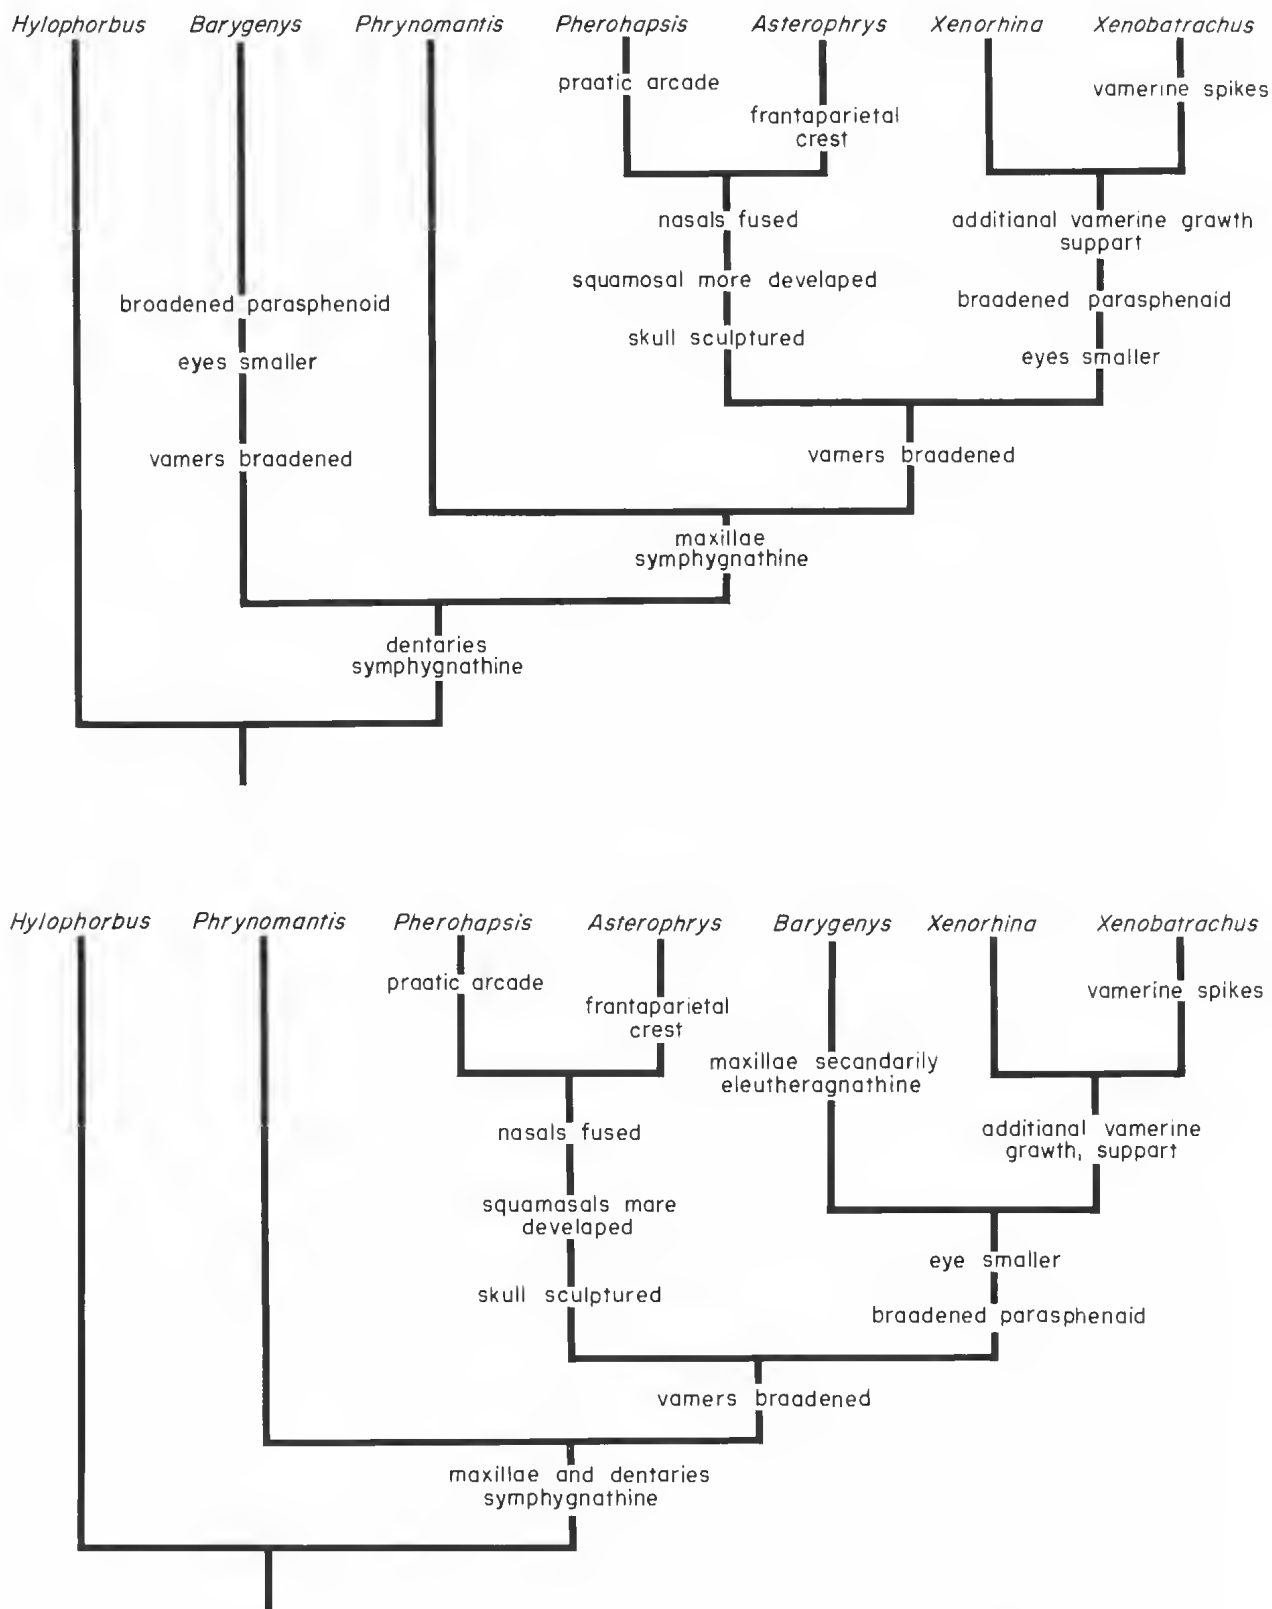 Hylophorbus Barygenys Phrynomantis Pherohapsis Asterophrys Xenorhina Xenobatrachus
praatic arcade
vamerine spikes
frantaparietal
crest
nasals fused
additianal vamerine growth
suppart
squamosal more developed
broadened parasphenoid
braadened parasphenaid
skull sculptured
eyes smaller
eyes smaller
vamers braadened
vamers braadened
maxillae
symphygnathine
dentaries
symphygnathine
Hylophorbus Phrynomantis Pherohapsis Asterophrys Barygenys Xenorhina Xenobatrachus
praatic arcade
vamerine spikes
frantaparietal
crest
maxillae secandarily
eleutheragnathine
nasals fused
additianal vamerine
growth, suppart
squamasals mare
develaped
eye smaller
skull sculptured
braadened parasphenaid
vamers braadened
maxillae and dentaries
symphygnathine